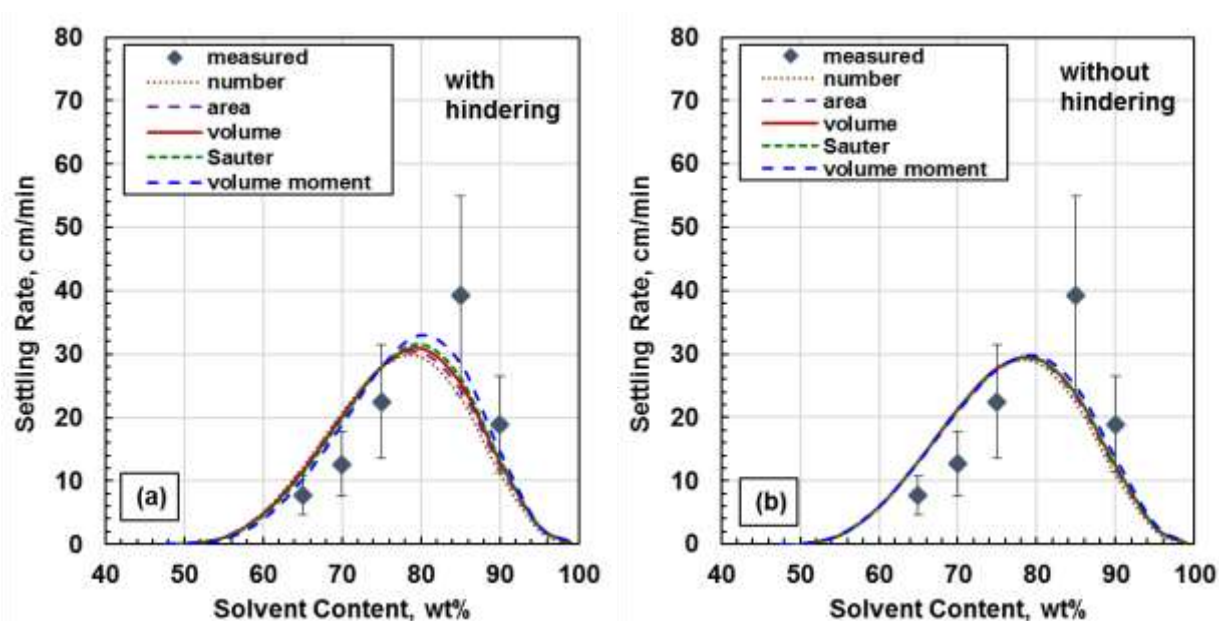 80
70
60
50
40
30
20
10
0
Settling Rate, cm/min
measured
number
area
volume
Sauter
volume moment
with
hindering
(a)
40 50 60 70 80 90 100
Solvent Content, wt%
80
70
60
50
40
30
20
10
0
Settling Rate, cm/min
measured
number
area
volume
Sauter
volume moment
without
hindering
(b)
40 50 60 70 80 90 100
Solvent Content, wt%